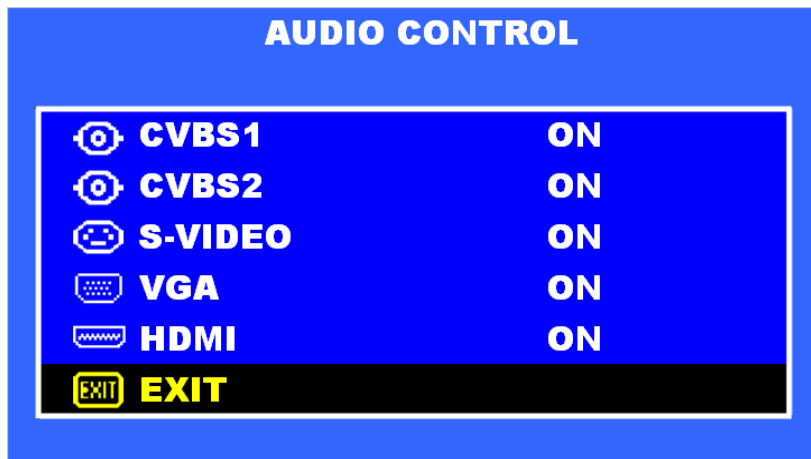 AUDIO CONTROL
CVBS1 ON
CVBS2 ON
S-VIDEO ON
VGA ON
HDMI ON
EXIT EXIT